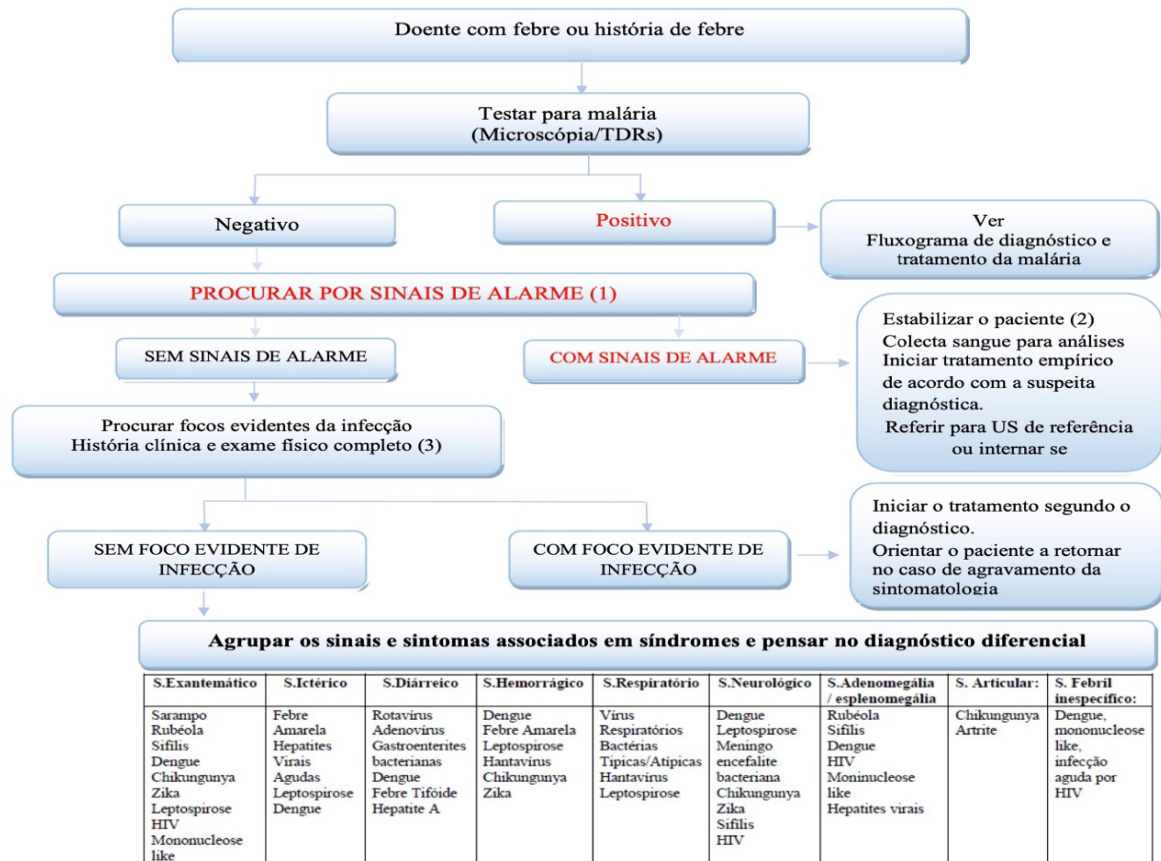 Doente com febre ou história de febre
Testar para malária
(Microscópia/TDRs)
Negativo
Positivo
Ver
Fluxograma de diagnóstico e
tratamento da malária
PROCURAR POR SINAIS DE ALARME (1)
SEM SINAIS DE ALARME
COM SINAIS DE ALARME
Estabilizar o paciente (2)
Colecta sangue para análises
Iniciar tratamento empírico
de acordo com a suspeita
diagnóstica.
Referir para US de referência
ou internar se
Procurar focos evidentes da infecção
História clínica e exame físico completo (3)
SEM FOCO EVIDENTE DE
INFECÇÃO
COM FOCO EVIDENTE DE
INFECÇÃO
Iniciar o tratamento segundo o
diagnóstico.
Orientar o paciente a retornar
no caso de agravamento da
sintomatologia
Agrupar os sinais e sintomas associados em síndromes e pensar no diagnóstico diferencial
S.Exantemático
Sarampo
Rubéola
Sifilis
Dengue
Chikungunya
Zika
Leptospirose
HIV
Mononucleose
like
S.Ictérico
Febre
Amarela
Hepatites
Virais
Agudas
Leptospirose
Dengue
S.Diárreico
Rotavírus
Adenovírus
Gastroenterites
bacterianas
Dengue
Febre Tifóide
Hepatite A
S.Hemorrágico
Dengue
Febre Amarela
Leptospirose
Hantavírus
Chikungunya
Zika
S.Respiratório
Vírus
Respiratórios
Bactérias
Típicas/Atípicas
Hantavírus
Leptospirose
S.Neurológico
Dengue
Leptospirose
Meningo
encefalite
bacteriana
Chikungunya
Zika
Sifilis
HIV
S.Adenomegália
/ esplenomegália
Rubéola
Sifilis
Dengue
HIV
Moninucleose
like
Hepatites virais
S. Articular:
Chikungunya
Artrite
S. Febril
inespecífico:
Dengue,
mononucleose
like,
infecção
aguda por
HIV